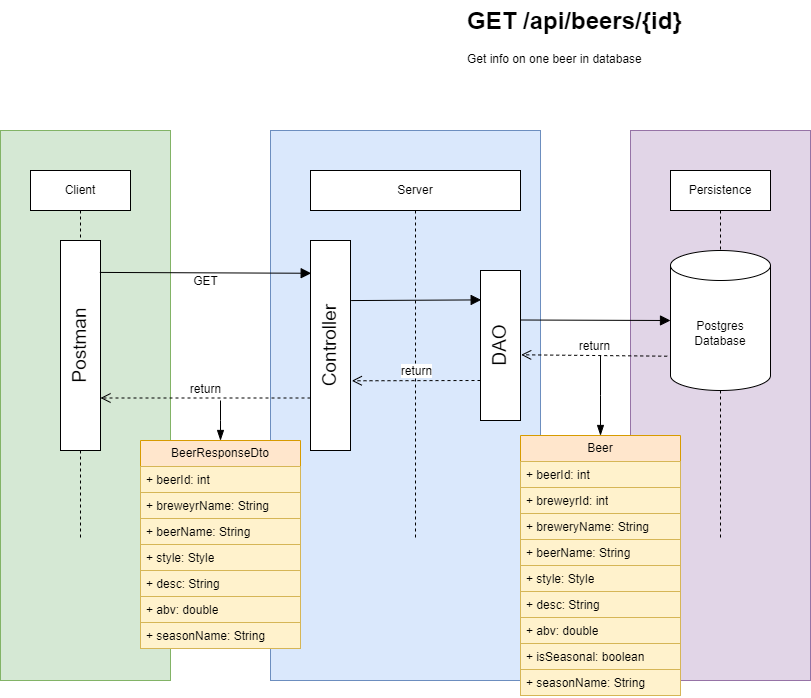 GET /api/beers/{id}
Get info on one beer in database
Client
Server
Persistence
Postman
GET
Controller
DAO
Postgres
Database
return
return
return
BeerResponseDto
+ beerId: int
+ breweyrName: String
+ beerName: String
+ style: Style
+ desc: String
+ abv: double
+ seasonName: String
Beer
+ beerId: int
+ breweyrId: int
+ breweryName: String
+ beerName: String
+ style: Style
+ desc: String
+ abv: double
+ isSeasonal: boolean
+ seasonName: String